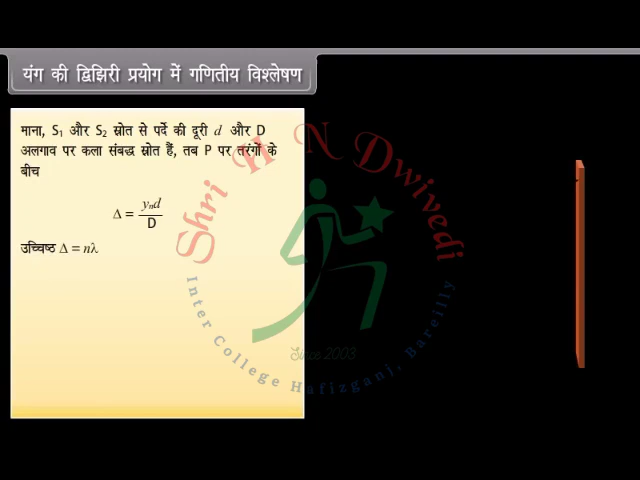 यंग की द्विझिरी प्रयोग में गणितीय विश्लेषण
माना, S₁ और S₂ स्रोत से पर्दे की दूरी d और D
अलगाव पर कला संबद्ध स्रोत हैं, तब P पर तरंगों के
बीच
Δ = yₙd / D
उच्चिष्ठ Δ = nλ
Shri H N Dwivedi
Since 2003
Inter College Hafizganj, Bareilly